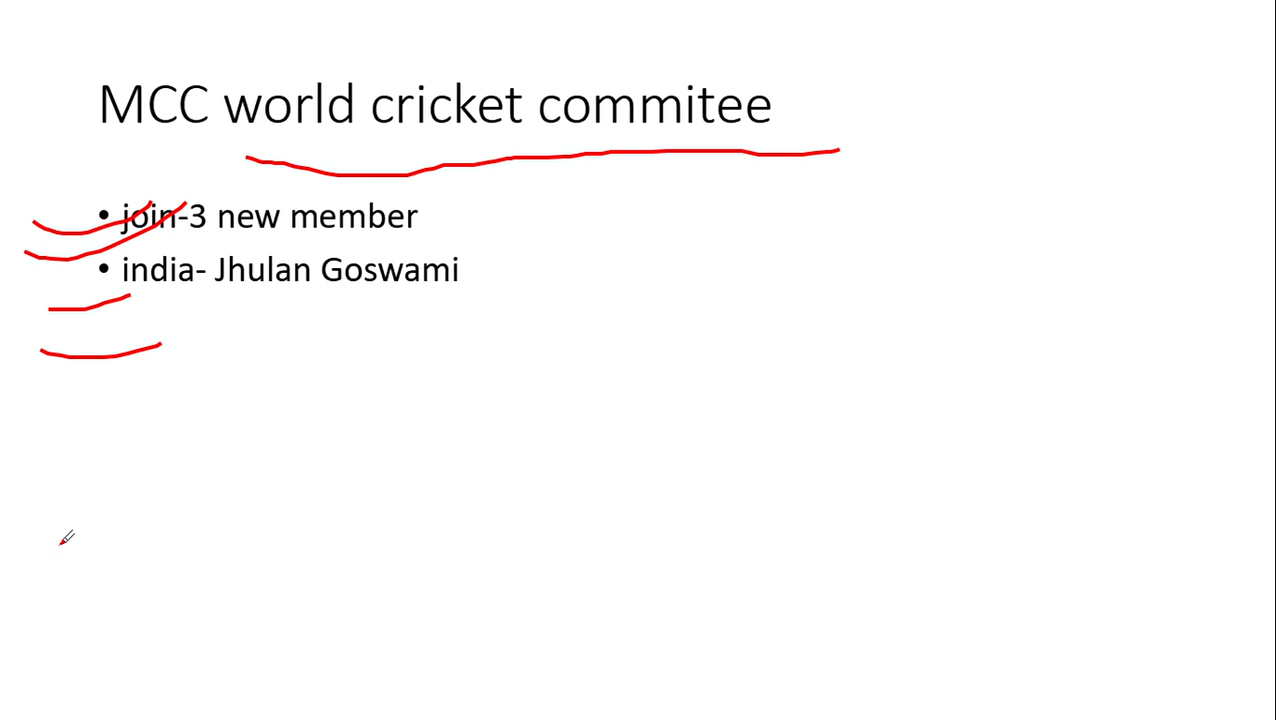 MCC world cricket commitee
• join-3 new member
• india- Jhulan Goswami